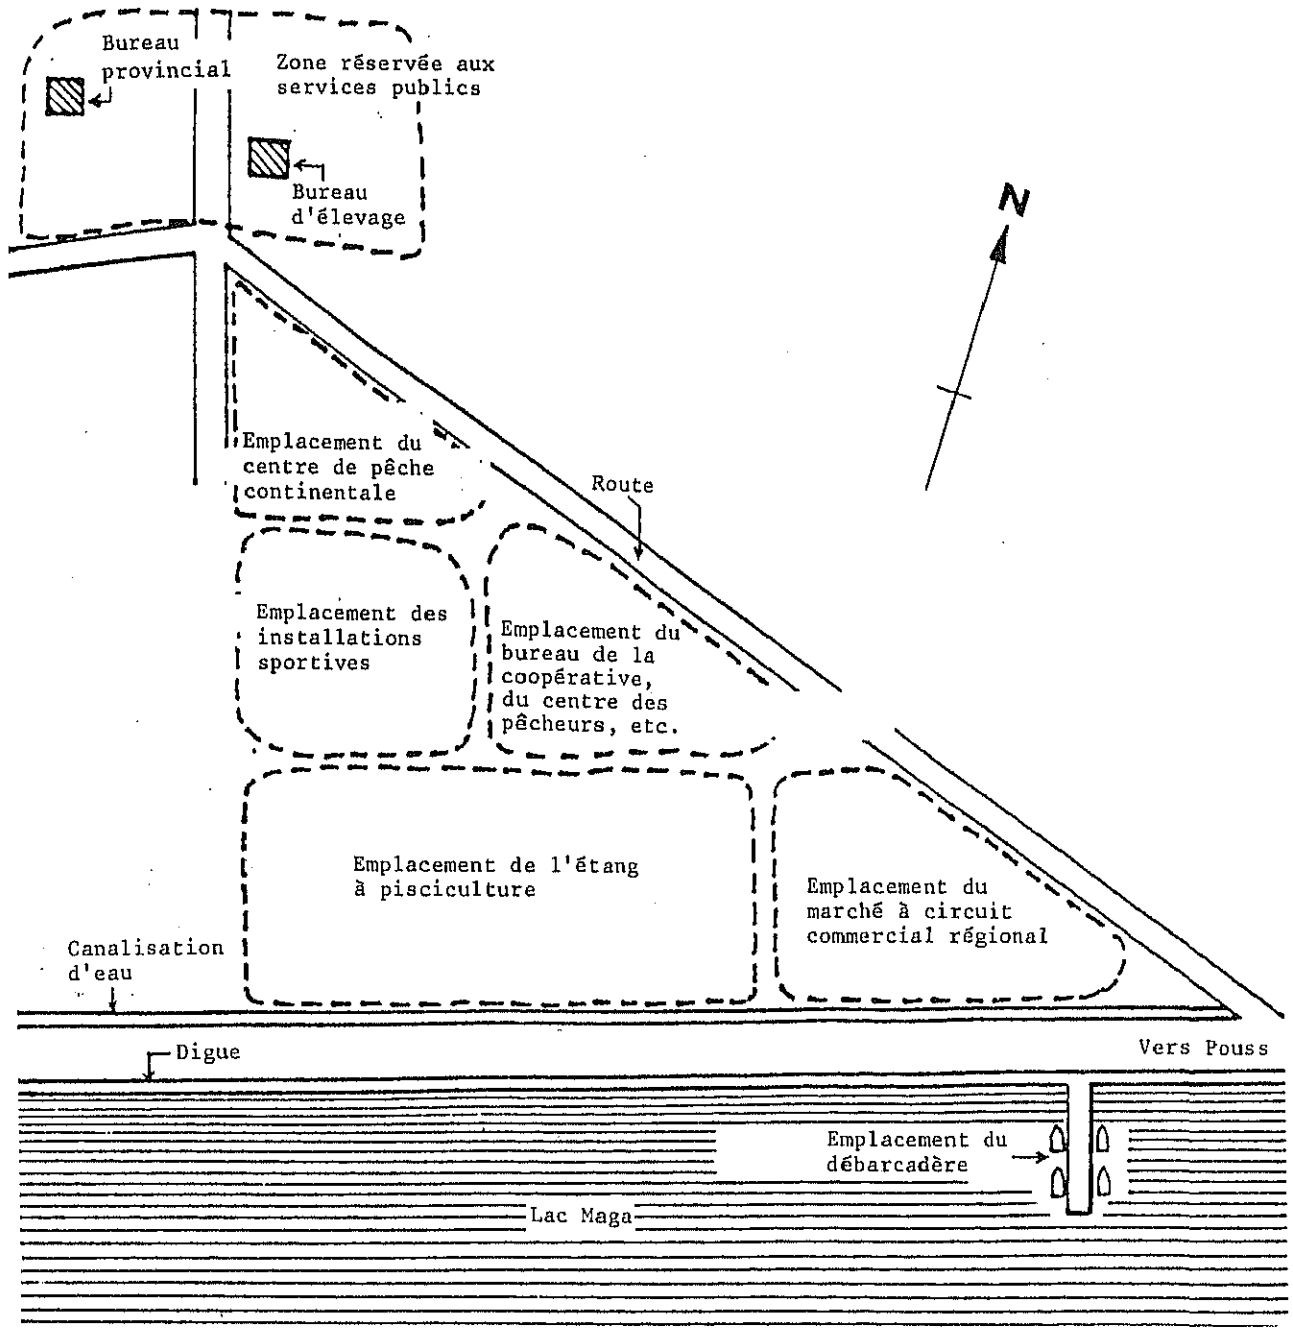 Bureau
provincial
Zone réservée aux
services publics
Bureau
d'élevage
N
Emplacement du
centre de pêche
continentale
Route
Emplacement des
installations
sportives
Emplacement du
bureau de la
coopérative,
du centre des
pêcheurs, etc.
Emplacement de l'étang
à pisciculture
Emplacement du
marché à circuit
commercial régional
Canalisation
d'eau
Digue
Vers Pouss
Emplacement du
débarcadère
Lac Maga